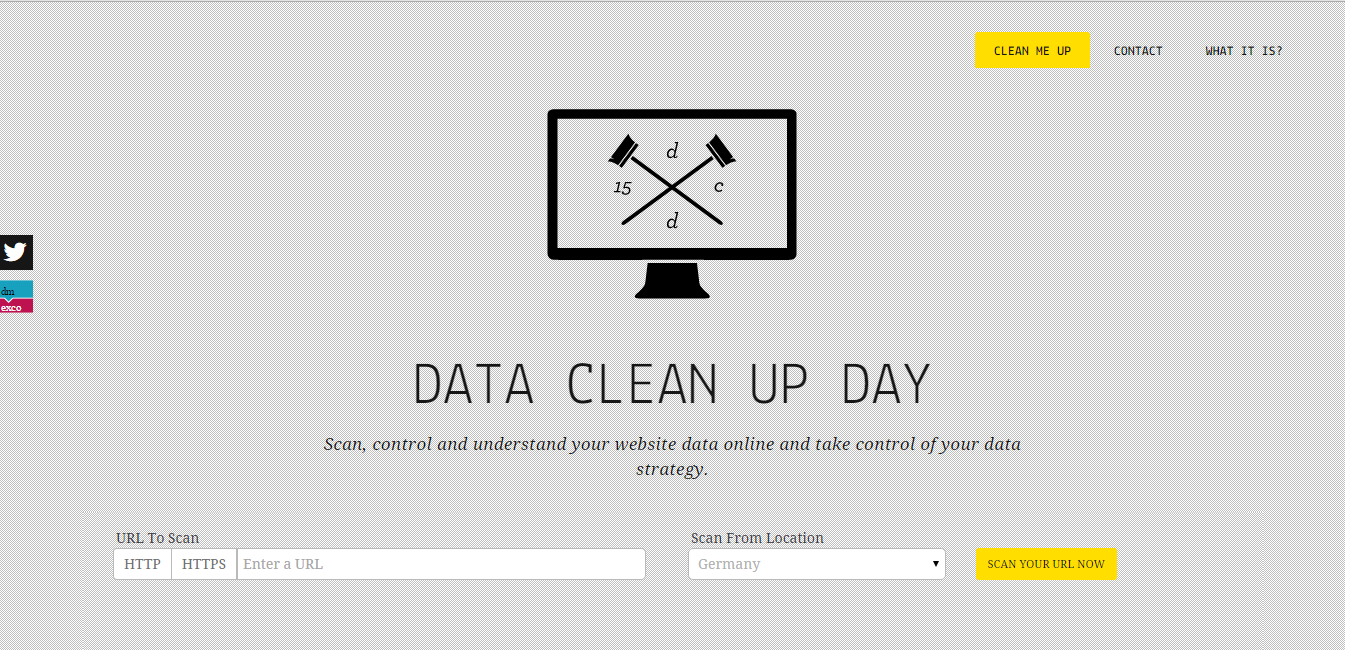 CLEAN ME UP
CONTACT
WHAT IT IS?
d
15
c
d
dm
exco
DATA CLEAN UP DAY
Scan, control and understand your website data online and take control of your data
strategy.
URL To Scan
Scan From Location
HTTP
HTTPS
Enter a URL
Germany
SCAN YOUR URL NOW